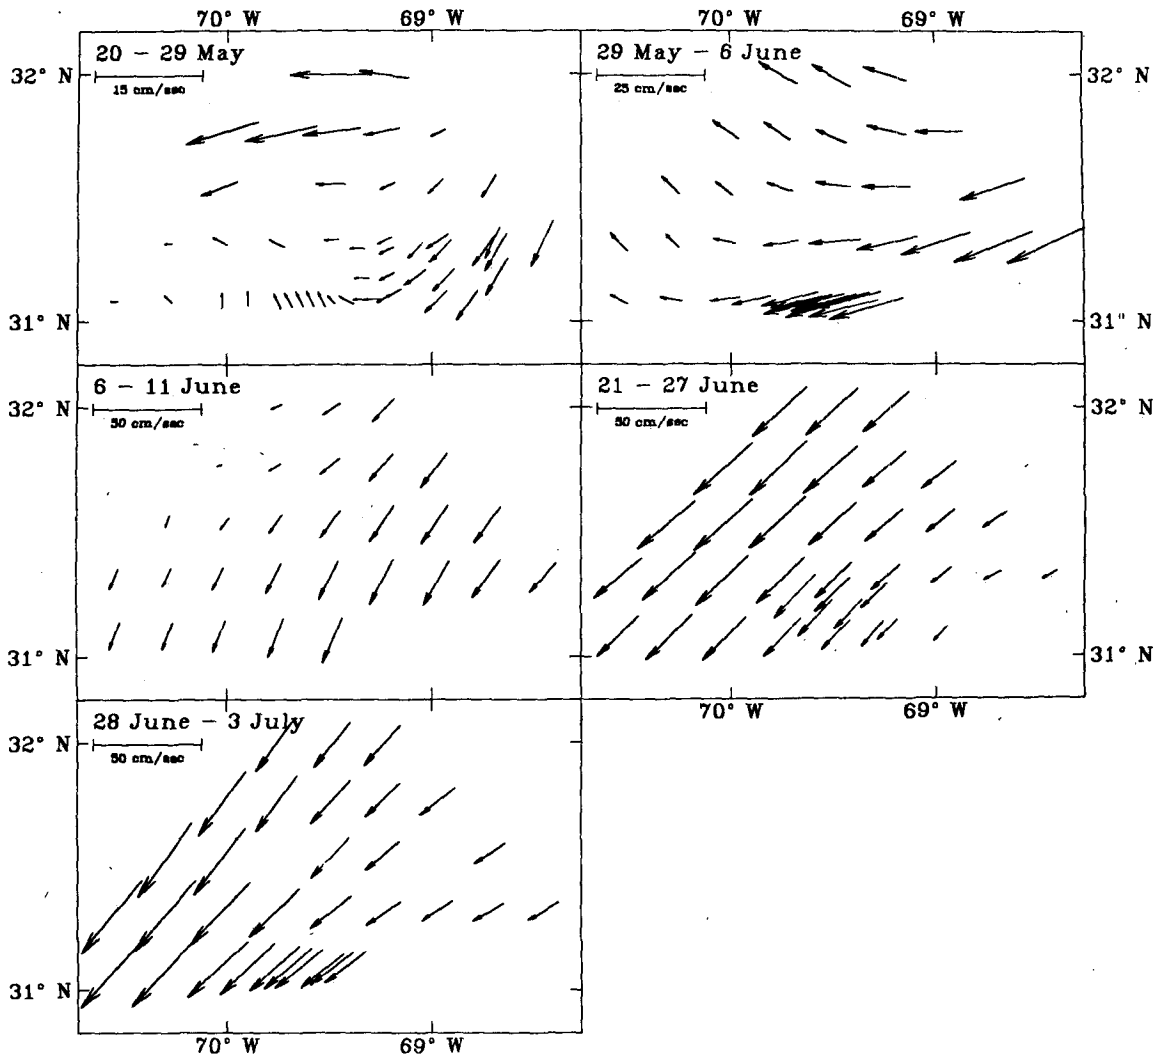 70° W 69° W 70° W 69° W
20 – 29 May
15 cm/sec
29 May – 6 June
25 cm/sec
32° N
32° N
31° N
31" N
6 – 11 June
50 cm/sec
21 – 27 June
50 cm/sec
32° N
32° N
31° N
31° N
70° W 69° W
28 June – 3 July
50 cm/sec
32° N
31° N
70° W 69° W